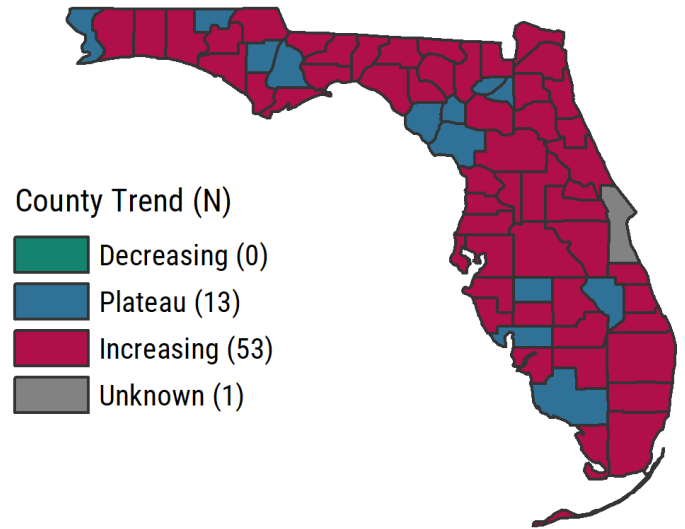 County Trend (N)
Decreasing (0)
Plateau (13)
Increasing (53)
Unknown (1)